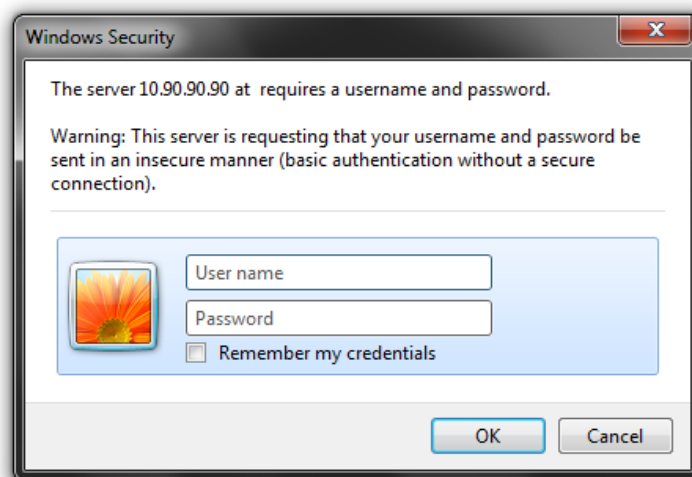 Windows Security
The server 10.90.90.90 at  requires a username and password.
Warning: This server is requesting that your username and password be
sent in an insecure manner (basic authentication without a secure
connection).
User name
Password
Remember my credentials
OK
Cancel